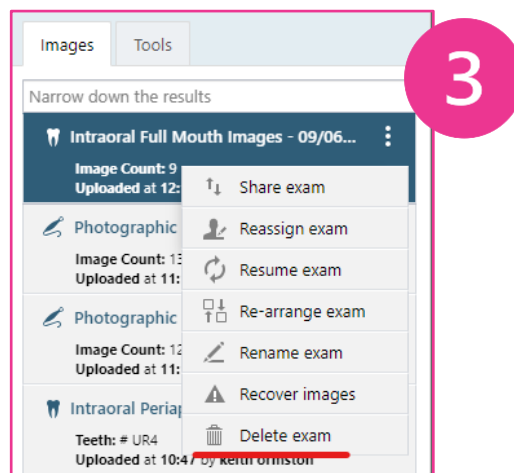 Images Tools
3
Narrow down the results
Intraoral Full Mouth Images - 09/06...
Image Count: 9
Uploaded at 12:
Share exam
Photographic
Reassign exam
Image Count: 13
Uploaded at 11:
Resume exam
Photographic
Re-arrange exam
Image Count: 12
Uploaded at 11:
Rename exam
Recover images
Intraoral Periap
Delete exam
Teeth: # UR4
Uploaded at 10:47 by keith ormston